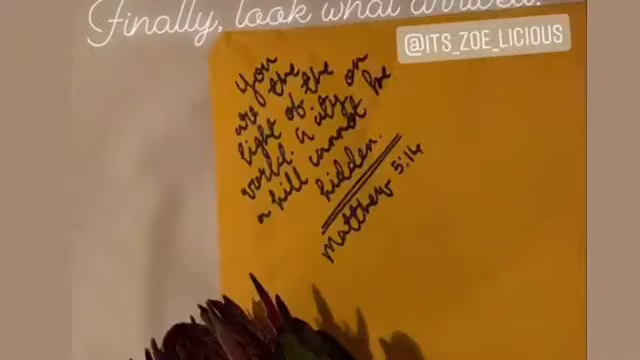 Finally, look what arrived!
@ITS_ZOE_LICIOUS
You
are the
light of the
world. A city on
a hill cannot be
hidden.
Matthew 5:14